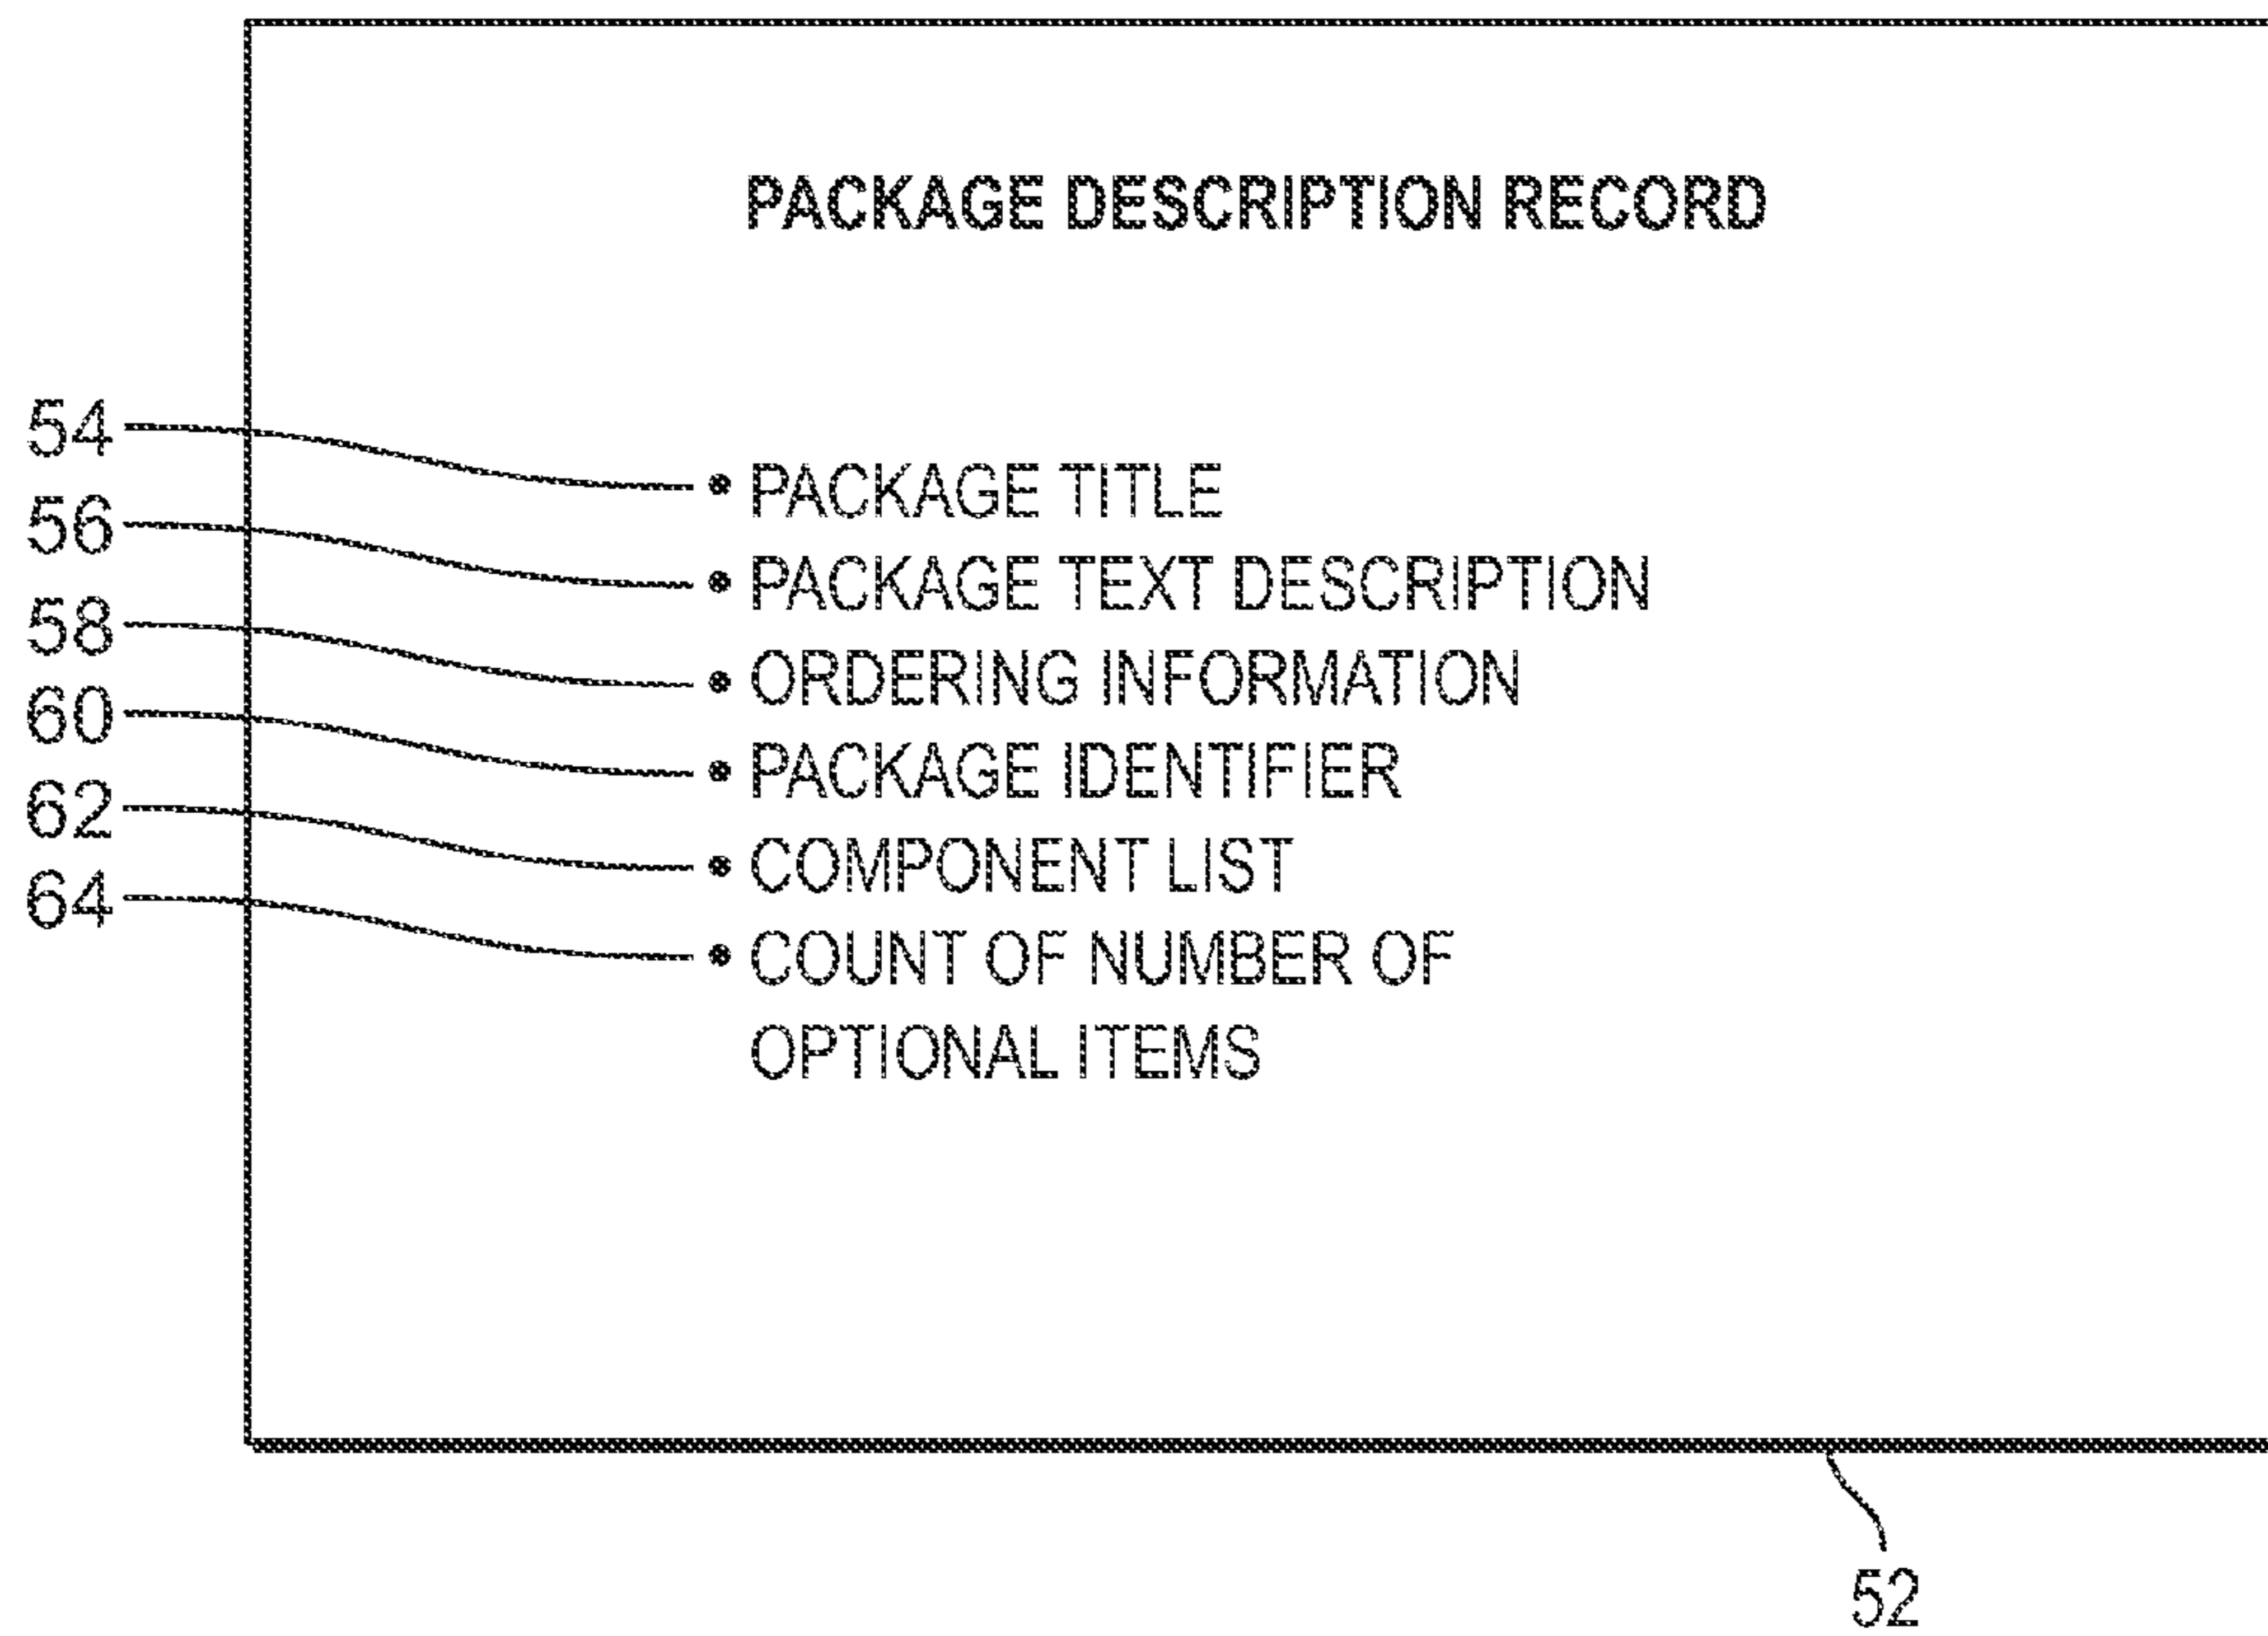 PACKAGE DESCRIPTION RECORD
54 • PACKAGE TITLE
56 • PACKAGE TEXT DESCRIPTION
58 • ORDERING INFORMATION
60 • PACKAGE IDENTIFIER
62 • COMPONENT LIST
64 • COUNT OF NUMBER OF
OPTIONAL ITEMS
52